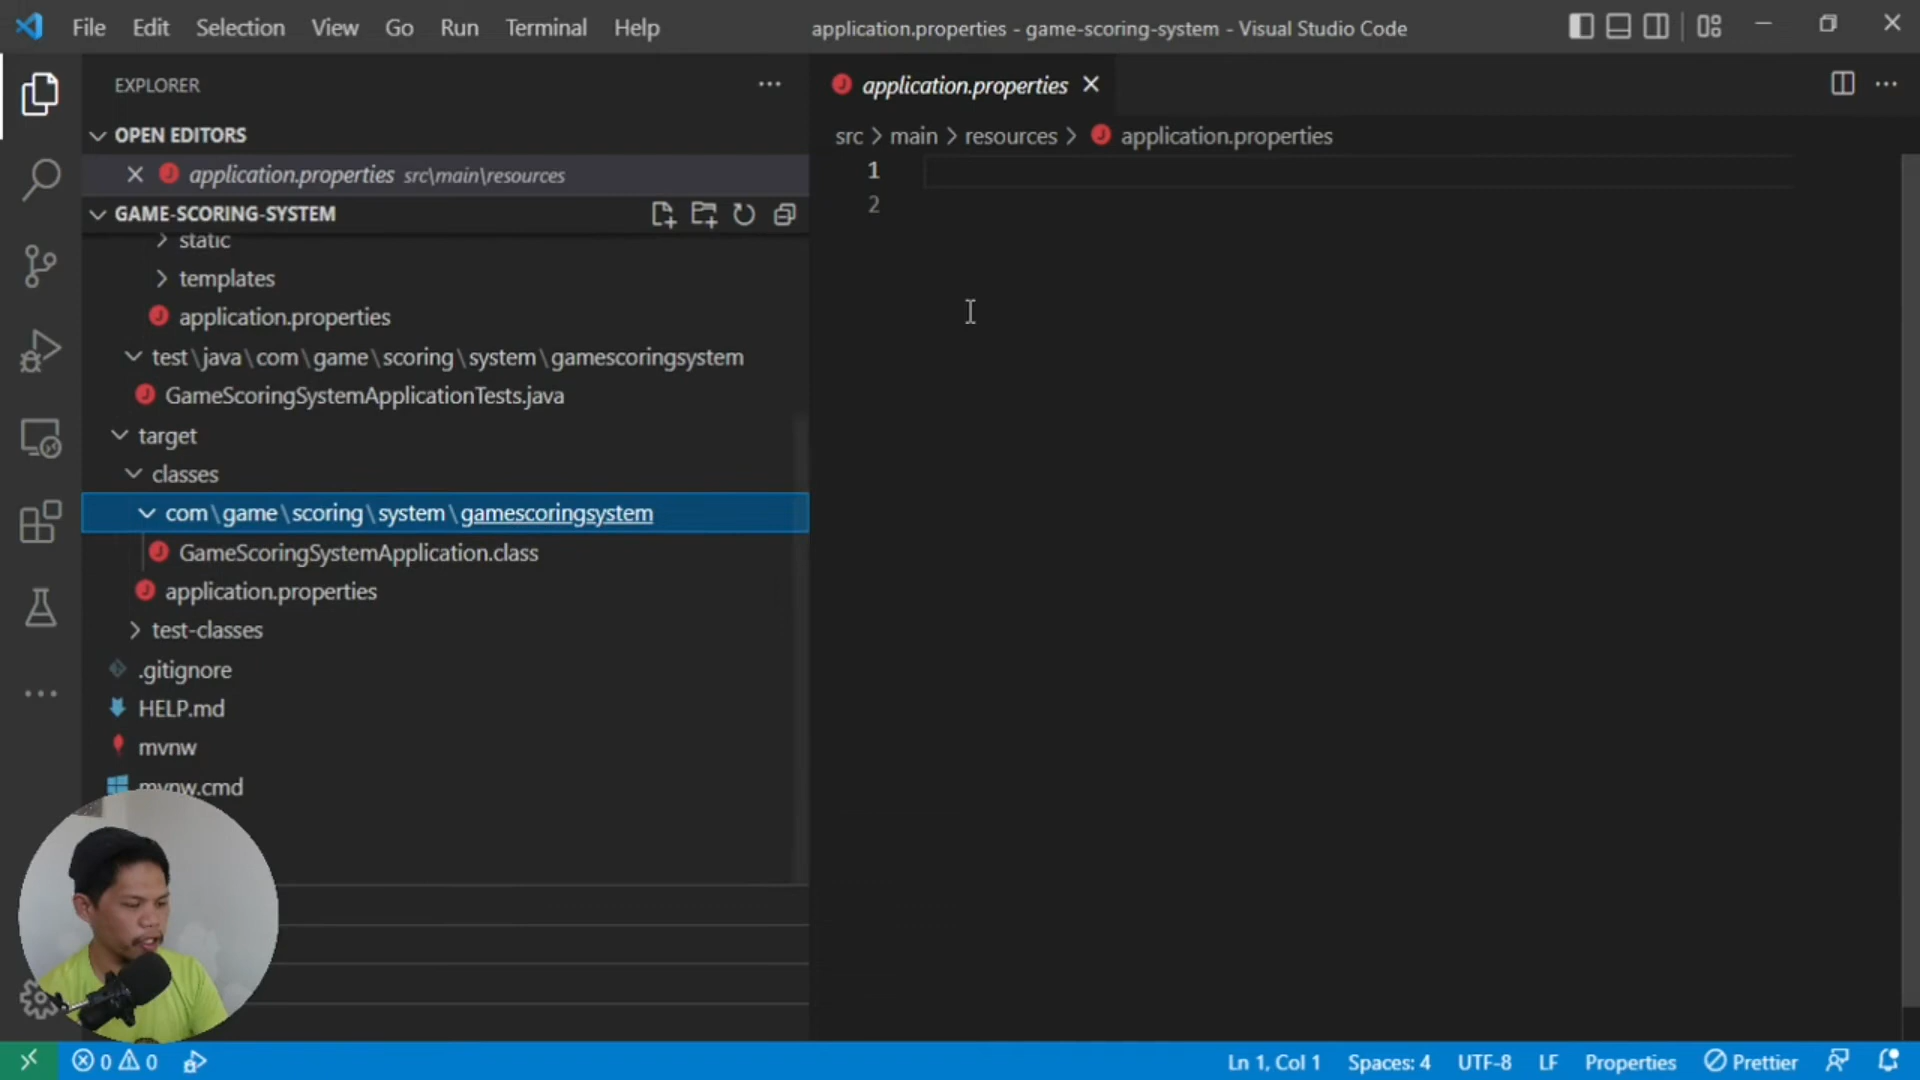 File Edit Selection View Go Run Terminal Help
application.properties - game-scoring-system - Visual Studio Code
EXPLORER
OPEN EDITORS
application.properties src\main\resources
GAME-SCORING-SYSTEM
static
templates
application.properties
test\java\com\game\scoring\system\gamescoringsystem
GameScoringSystemApplicationTests.java
target
classes
com\game\scoring\system\gamescoringsystem
GameScoringSystemApplication.class
application.properties
test-classes
.gitignore
HELP.md
mvnw
mvnw.cmd
application.properties
src > main > resources > application.properties
1
2
0 0
Ln 1, Col 1 Spaces: 4 UTF-8 LF Properties Prettier